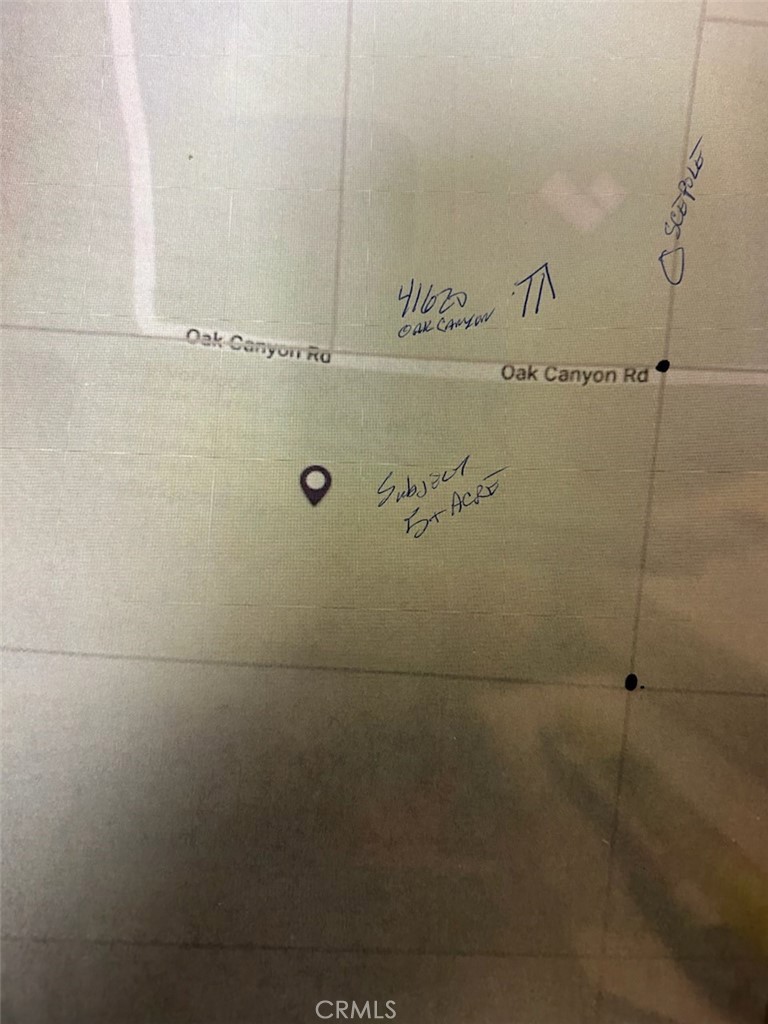 SCE POLE
41620
OAK CANYON
Oak Canyon Rd
Oak Canyon Rd
Subject
5+ ACRE
CRMLS